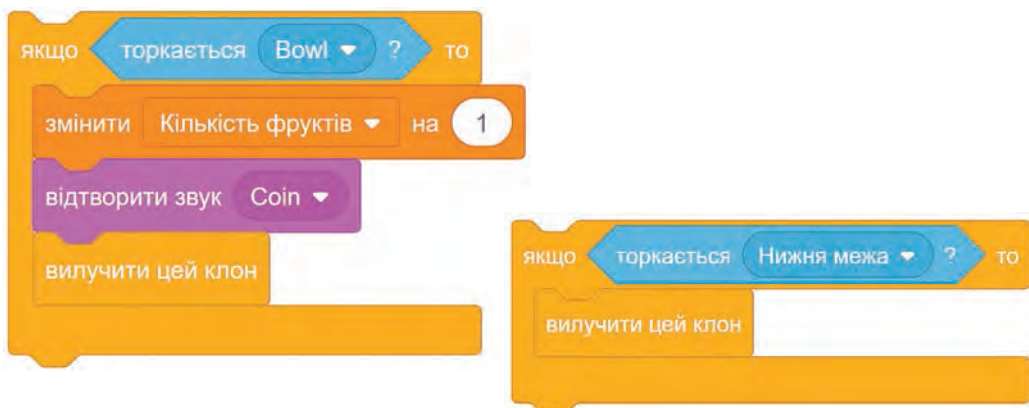 якщо торкається Bowl ? то
змінити Кількість фруктів на 1
відтворити звук Coin
вилучити цей клон
якщо торкається Нижня межа ? то
вилучити цей клон